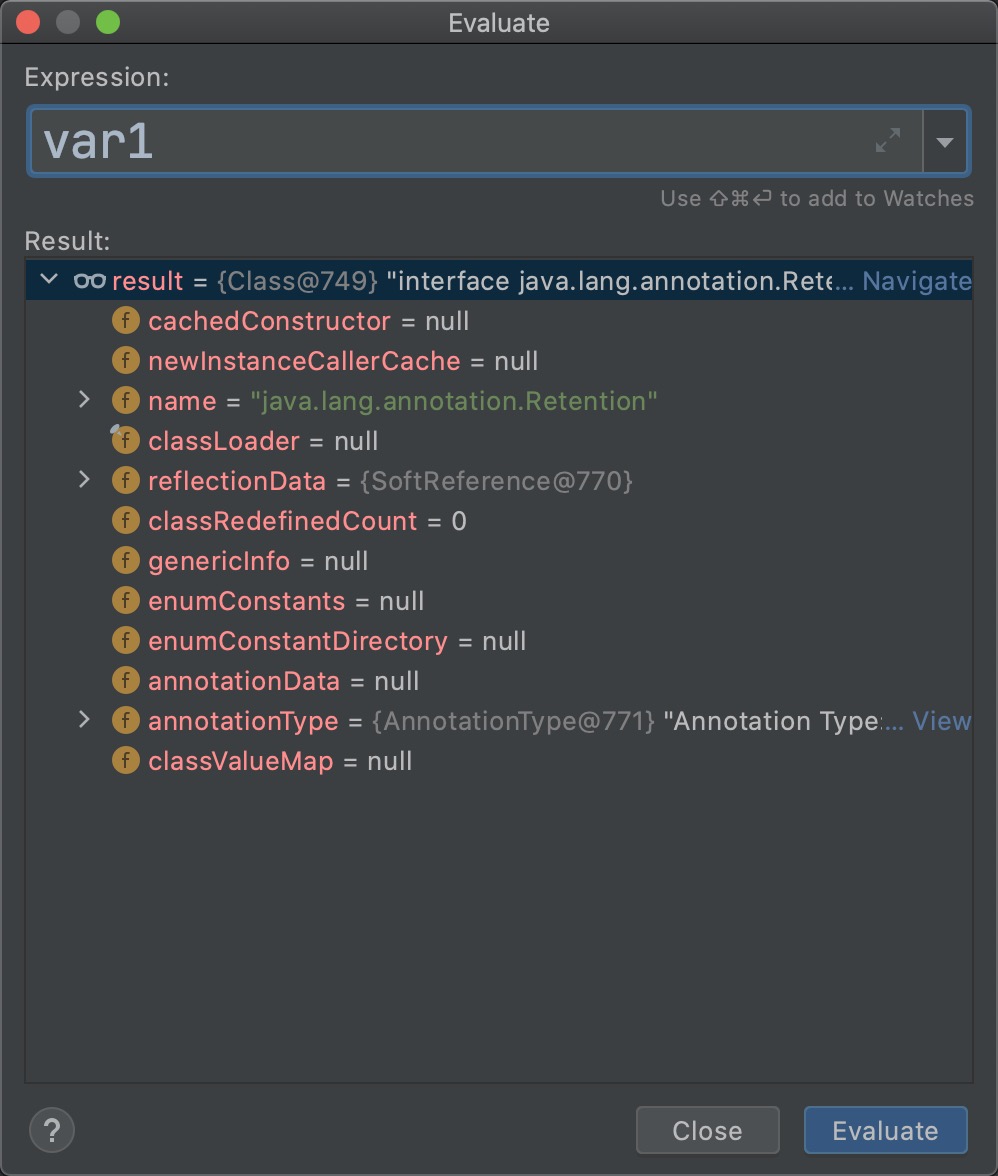 Evaluate
Expression:
var1
Use ⇧⌘⏎ to add to Watches
Result:
result = {Class@749} "interface java.lang.annotation.Rete... Navigate
f cachedConstructor = null
f newInstanceCallerCache = null
f name = "java.lang.annotation.Retention"
f classLoader = null
f reflectionData = {SoftReference@770}
f classRedefinedCount = 0
f genericInfo = null
f enumConstants = null
f enumConstantDirectory = null
f annotationData = null
f annotationType = {AnnotationType@771} "Annotation Type:... View
f classValueMap = null
? Close Evaluate